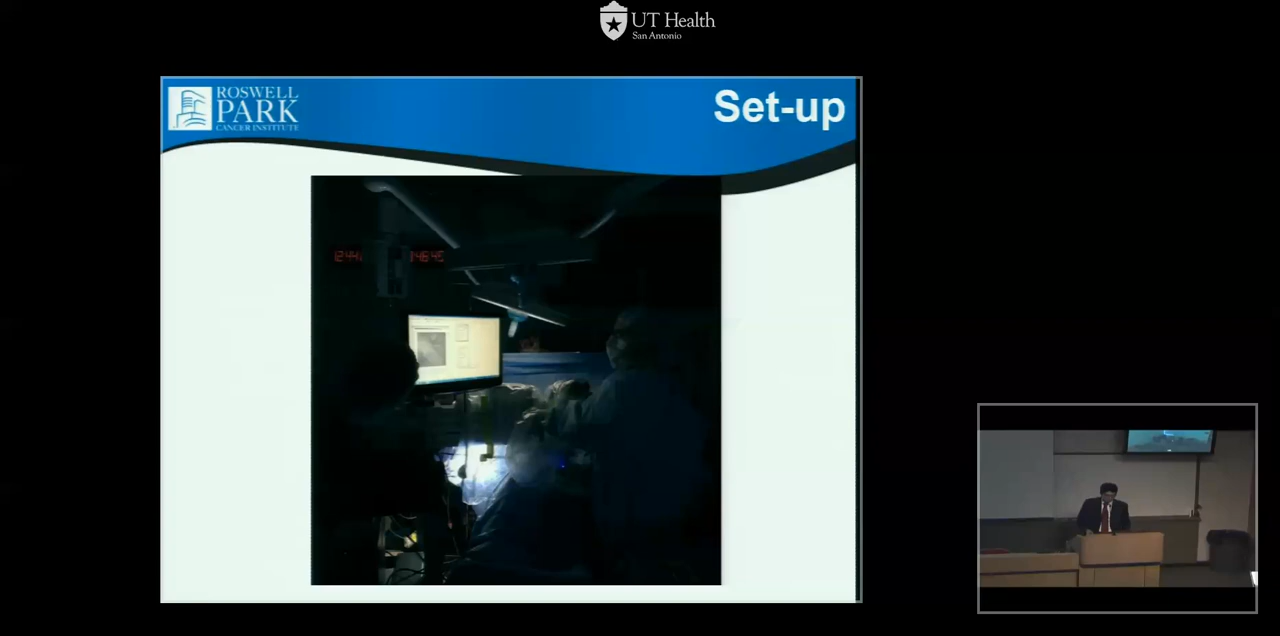 UT Health
San Antonio
ROSWELL
PARK
CANCER INSTITUTE
Set-up